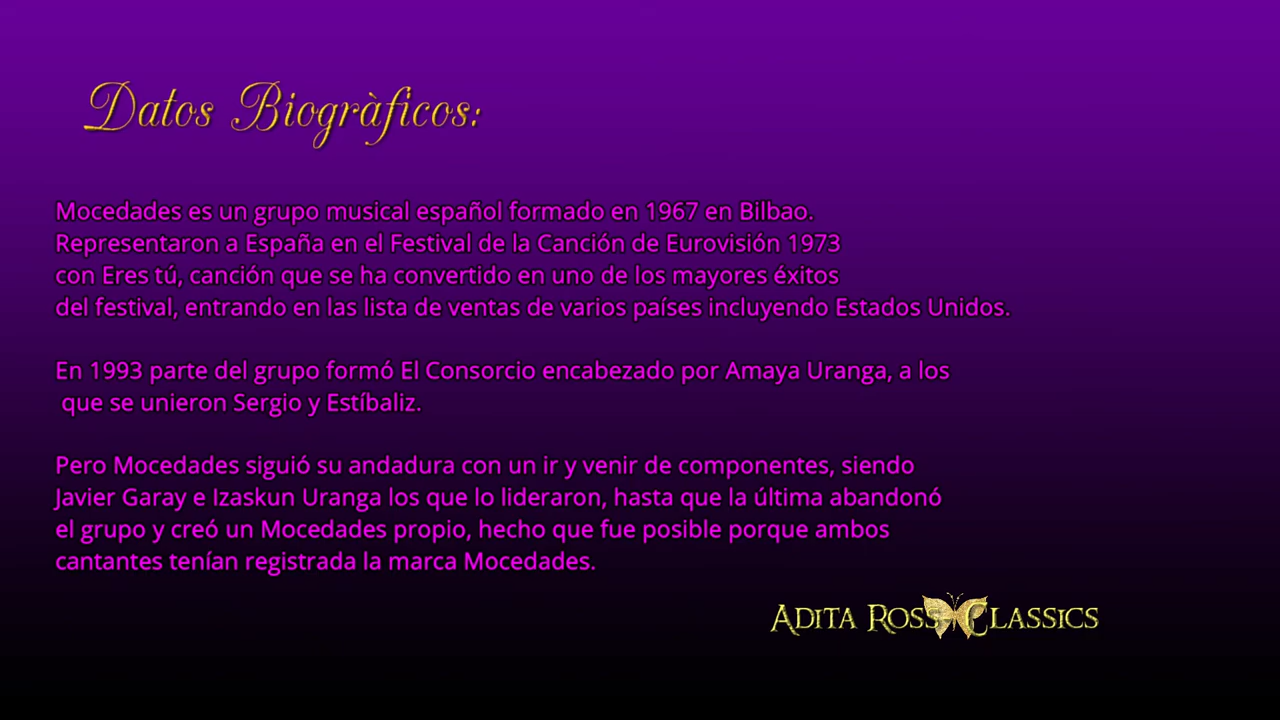 Datos Biogràficos:
Mocedades es un grupo musical español formado en 1967 en Bilbao.
Representaron a España en el Festival de la Canción de Eurovisión 1973
con Eres tú, canción que se ha convertido en uno de los mayores éxitos
del festival, entrando en las lista de ventas de varios países incluyendo Estados Unidos.
En 1993 parte del grupo formó El Consorcio encabezado por Amaya Uranga, a los
que se unieron Sergio y Estíbaliz.
Pero Mocedades siguió su andadura con un ir y venir de componentes, siendo
Javier Garay e Izaskun Uranga los que lo lideraron, hasta que la última abandonó
el grupo y creó un Mocedades propio, hecho que fue posible porque ambos
cantantes tenían registrada la marca Mocedades.
Adita Ross Classics